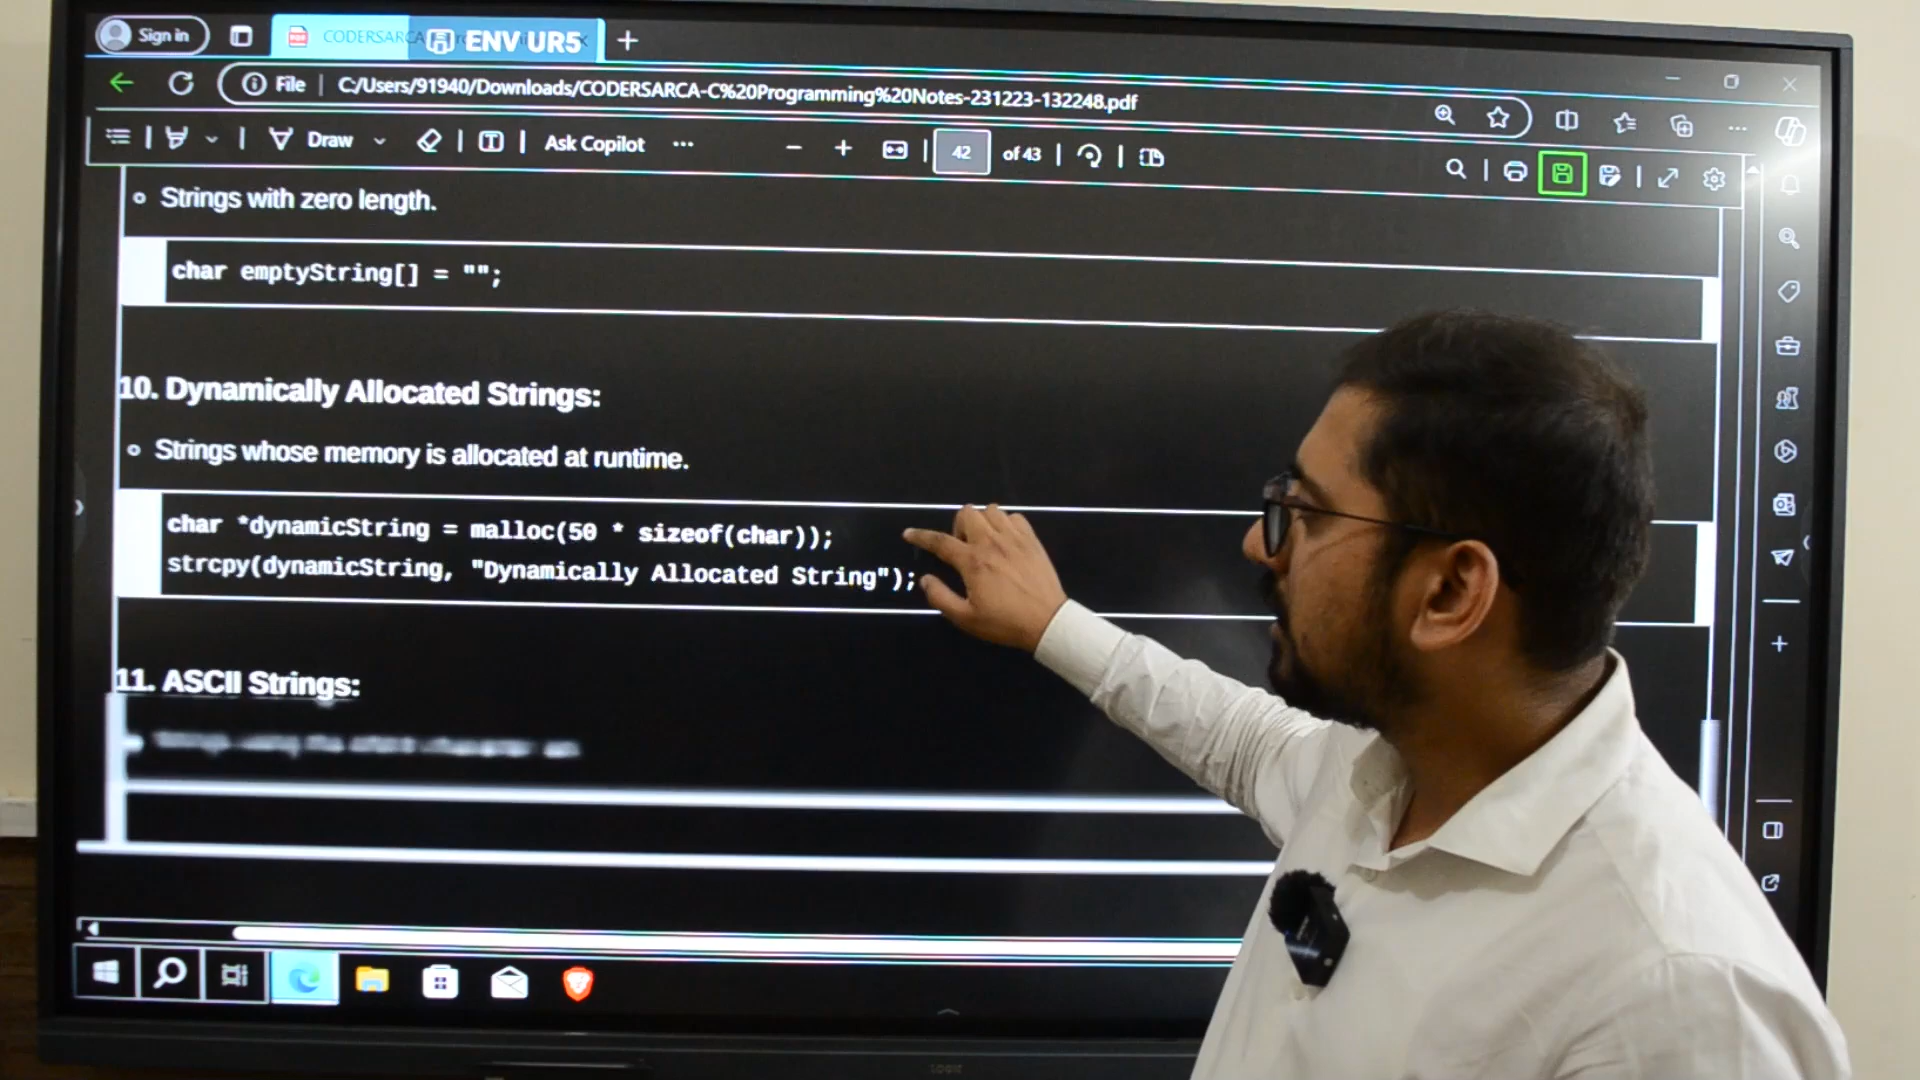 Sign in
CODERSARCA
ENV UR5
File
C:/Users/91940/Downloads/CODERSARCA-C%20Programming%20Notes-231223-132248.pdf
Draw
Ask Copilot
42
of 43
Strings with zero length.
char emptyString[] = "";
10. Dynamically Allocated Strings:
Strings whose memory is allocated at runtime.
char *dynamicString = malloc(50 * sizeof(char));
strcpy(dynamicString, "Dynamically Allocated String");
11. ASCII Strings: